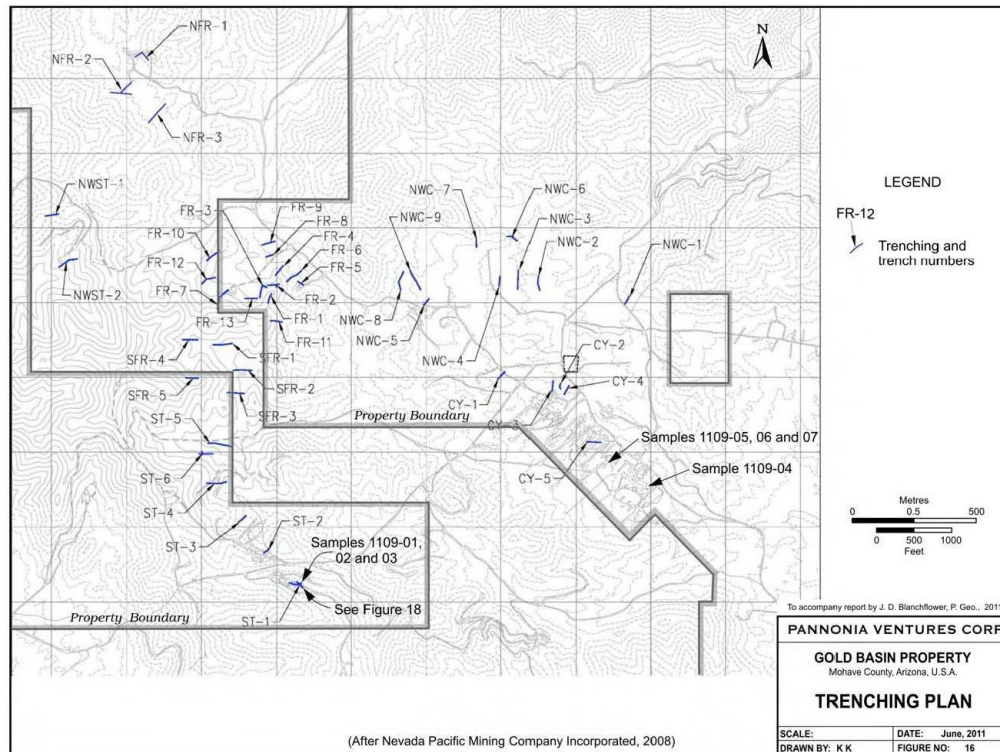 NFR-1
NFR-2
NFR-3
N
NWST-1
NWST-2
FR-3
FR-9
FR-8
FR-4
FR-6
FR-5
FR-10
FR-12
FR-7
FR-2
FR-1
FR-13
FR-11
NWC-7
NWC-6
NWC-9
NWC-3
NWC-2
NWC-1
NWC-8
NWC-5
NWC-4
SFR-4
SFR-1
SFR-2
SFR-5
SFR-3
CY-2
CY-4
CY-1
CY-3
CY-5
Property Boundary
ST-5
ST-6
ST-4
ST-3
ST-2
Samples 1109-05, 06 and 07
Sample 1109-04
Samples 1109-01,
02 and 03
See Figure 18
ST-1
Property Boundary
LEGEND
FR-12
Trenching and
trench numbers
Metres
0 0.5 500
0 500 1000
Feet
To accompany report by J. D. Blanchflower, P. Geo., 2011
PANNONIA VENTURES CORP
GOLD BASIN PROPERTY
Mohave County, Arizona, U.S.A.
TRENCHING PLAN
SCALE: DATE: June, 2011
DRAWN BY: K K FIGURE NO: 16
(After Nevada Pacific Mining Company Incorporated, 2008)